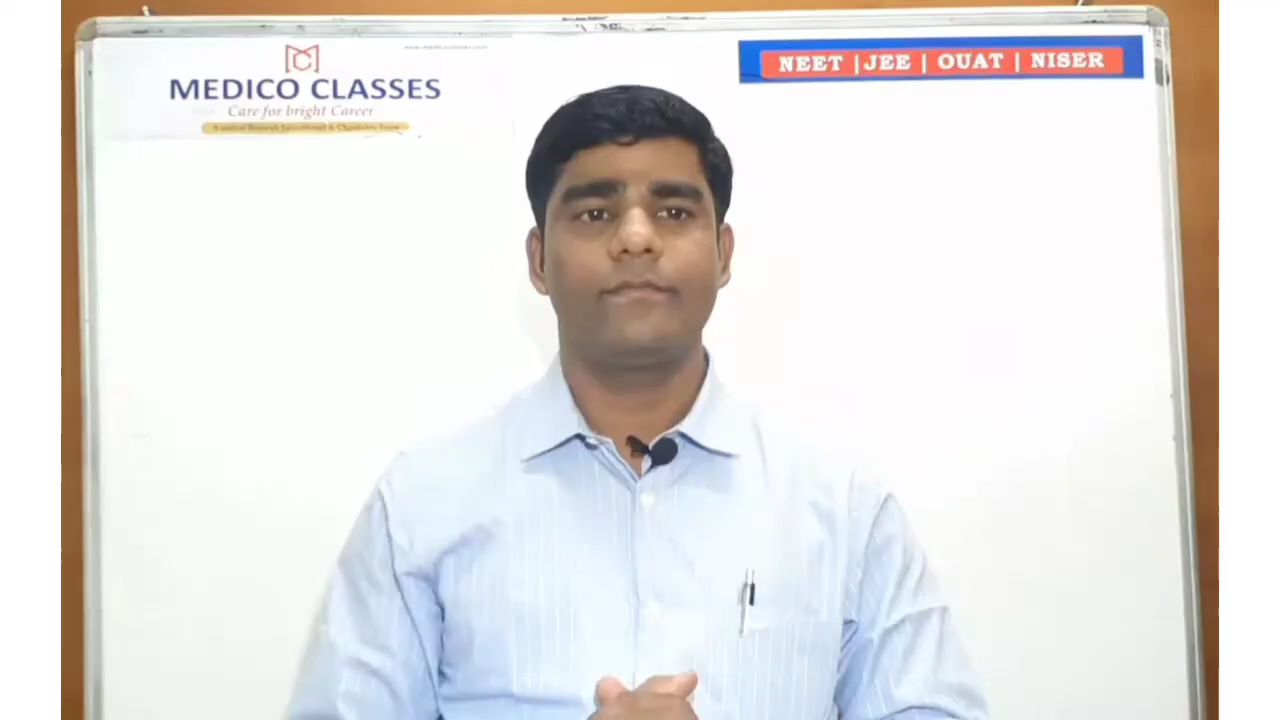 MEDICO CLASSES
Care for bright Career
NEET | JEE | OUAT | NISER